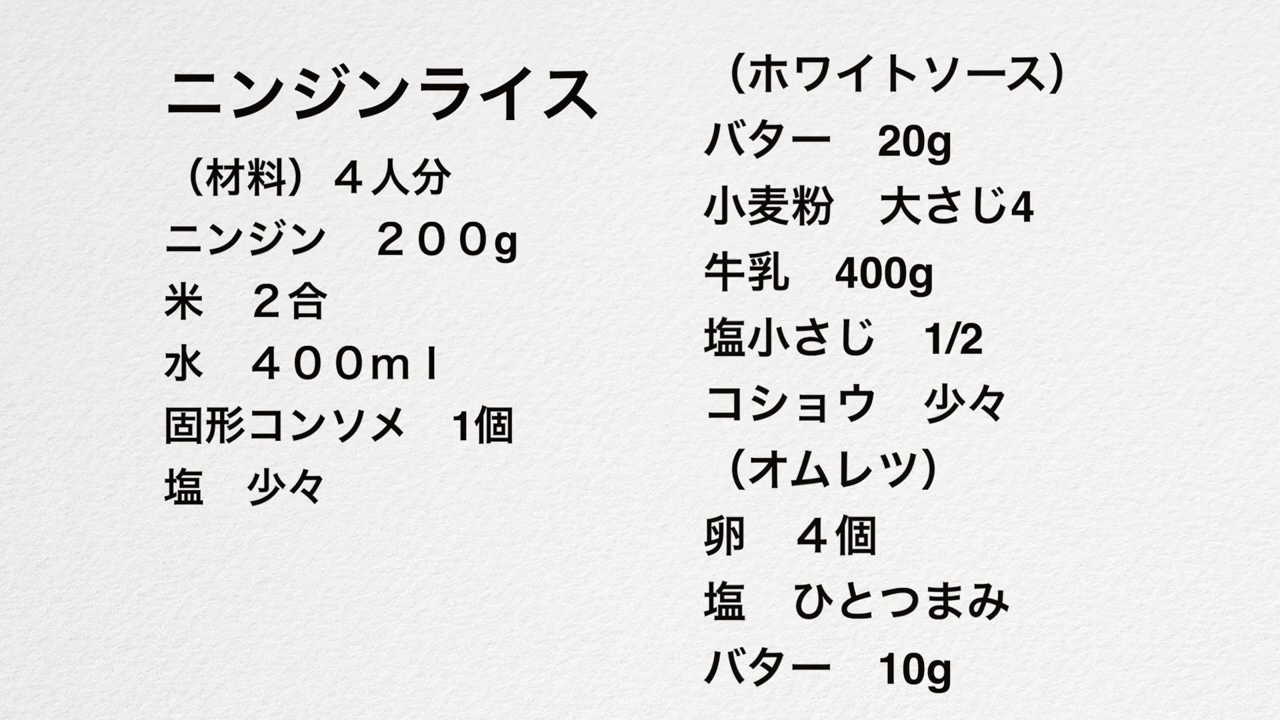 ニンジンライス
（材料）４人分
ニンジン　２００g
米　２合
水　４００ｍｌ
固形コンソメ　1個
塩　少々
（ホワイトソース）
バター　20g
小麦粉　大さじ4
牛乳　400g
塩小さじ　1/2
コショウ　少々
（オムレツ）
卵　４個
塩　ひとつまみ
バター　10g